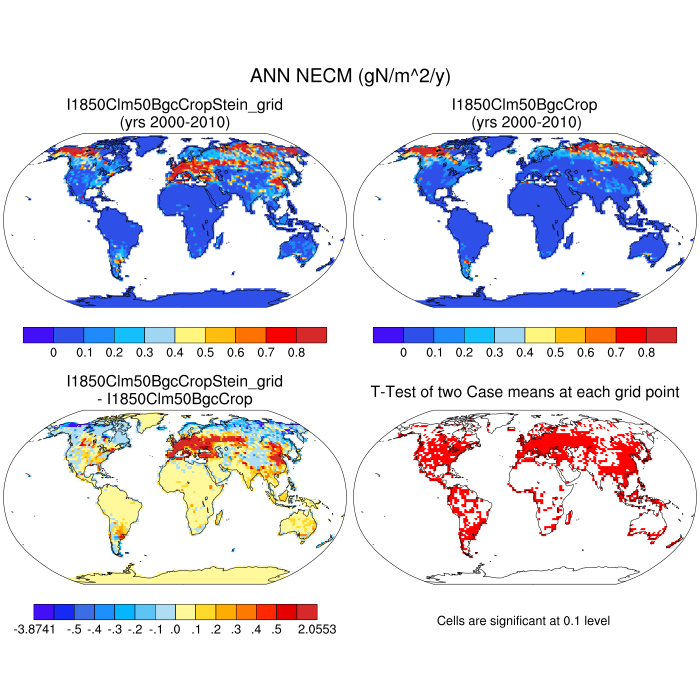 ANN NECM (gN/m^2/y)
I1850Clm50BgcCropStein_grid
(yrs 2000-2010)
I1850Clm50BgcCrop
(yrs 2000-2010)
0 0.1 0.2 0.3 0.4 0.5 0.6 0.7 0.8
0 0.1 0.2 0.3 0.4 0.5 0.6 0.7 0.8
I1850Clm50BgcCropStein_grid
- I1850Clm50BgcCrop
T-Test of two Case means at each grid point
-3.8741 -.5 -.4 -.3 -.2 -.1 .0 .1 .2 .3 .4 .5 2.0553
Cells are significant at 0.1 level